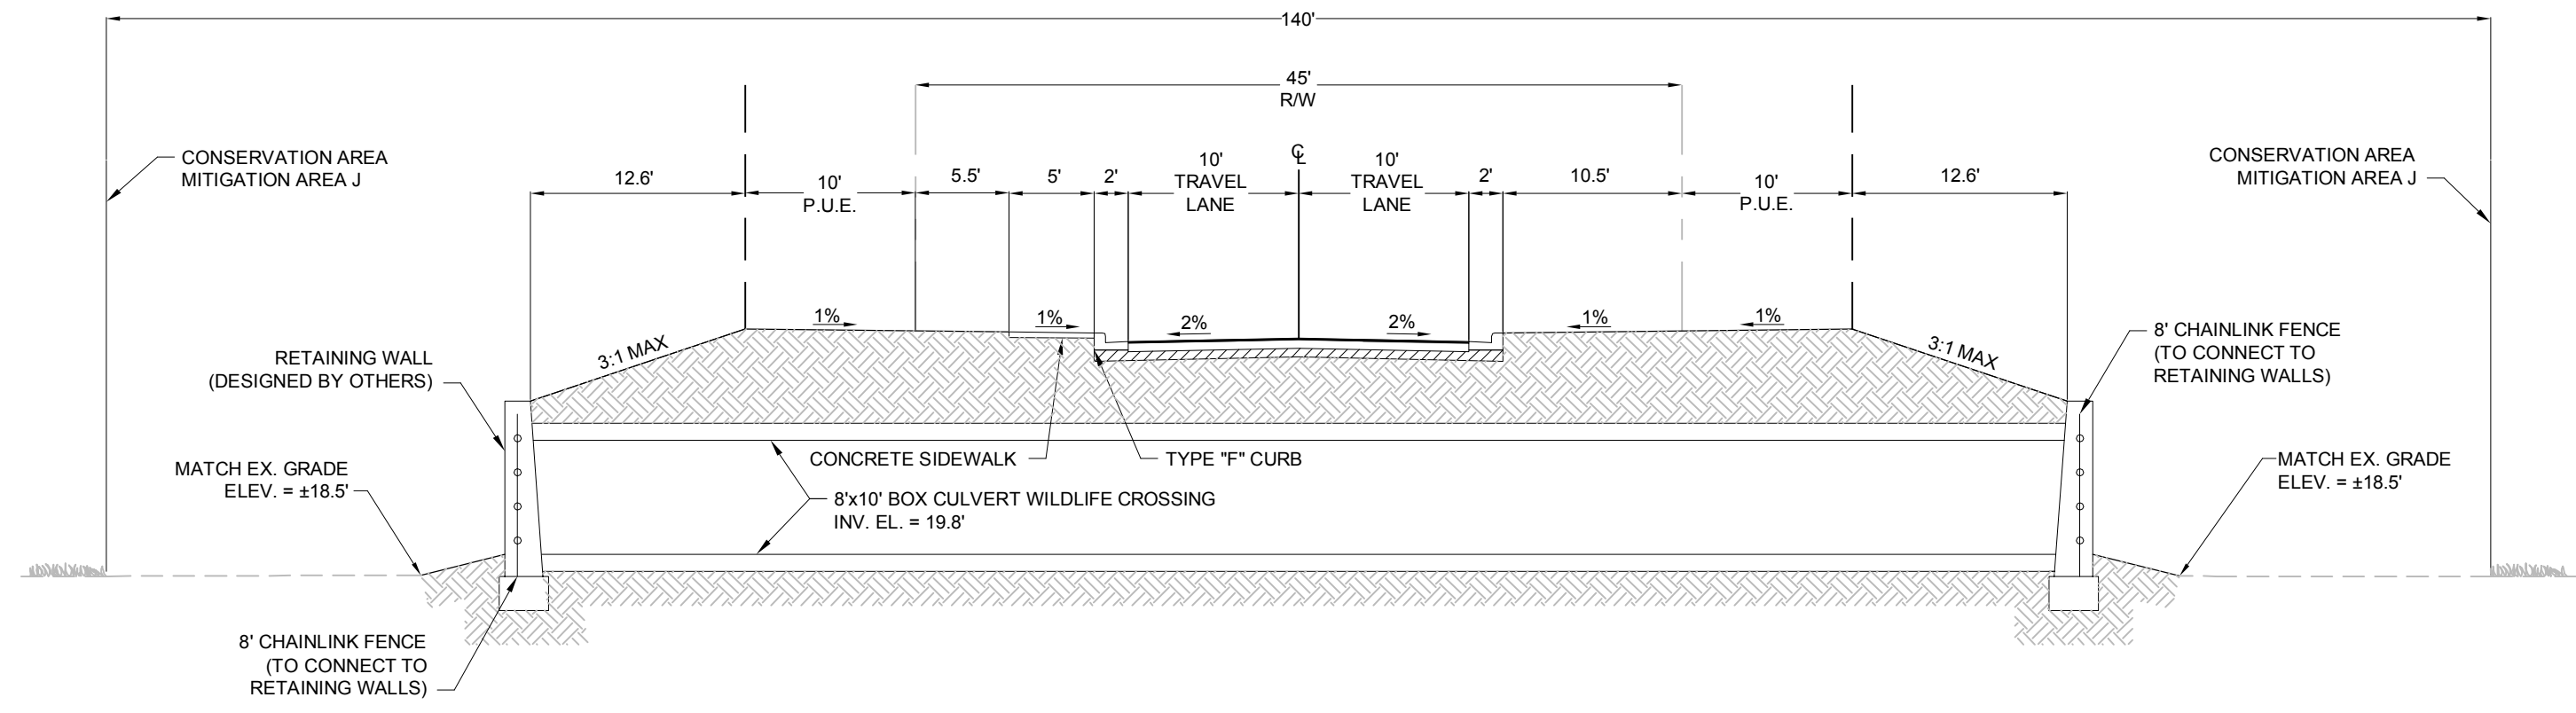 140'
45'
R/W
CONSERVATION AREA
MITIGATION AREA J
CONSERVATION AREA
MITIGATION AREA J
12.6'
10'
P.U.E.
5.5'
5'
2'
10'
TRAVEL
LANE
℄
10'
TRAVEL
LANE
2'
10.5'
10'
P.U.E.
12.6'
1%
1%
2%
2%
1%
1%
3:1 MAX
3:1 MAX
RETAINING WALL
(DESIGNED BY OTHERS)
8' CHAINLINK FENCE
(TO CONNECT TO
RETAINING WALLS)
MATCH EX. GRADE
ELEV. = ±18.5'
CONCRETE SIDEWALK
TYPE "F" CURB
MATCH EX. GRADE
ELEV. = ±18.5'
8'x10' BOX CULVERT WILDLIFE CROSSING
INV. EL. = 19.8'
8' CHAINLINK FENCE
(TO CONNECT TO
RETAINING WALLS)